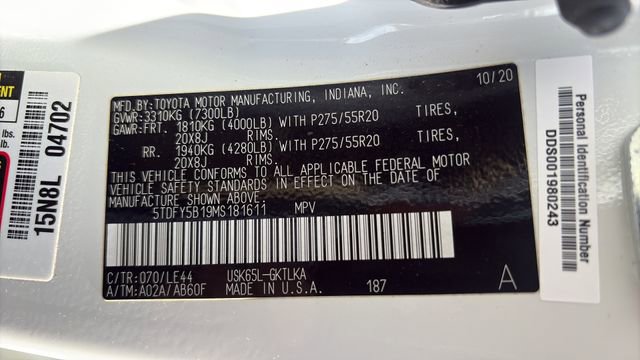 MFD.BY:TOYOTA MOTOR MANUFACTURING, INDIANA, INC. 10/20
GVWR:3310KG (7300LB)
GAWR:FRT. 1810KG (4000LB) WITH P275/55R20 TIRES,
20X8J RIMS.
RR. 1940KG (4280LB) WITH P275/55R20 TIRES,
20X8J RIMS.
THIS VEHICLE CONFORMS TO ALL APPLICABLE FEDERAL MOTOR
VEHICLE SAFETY STANDARDS IN EFFECT ON THE DATE OF
MANUFACTURE SHOWN ABOVE.
5TDFY5B19MS181611 MPV
C/TR:070/LE44 USK65L-GKTLKA
A/TM:A02A/AB60F MADE IN U.S.A. 187 A
15N8L 04702
lbs.
Personal Identification Number
DDS001980243